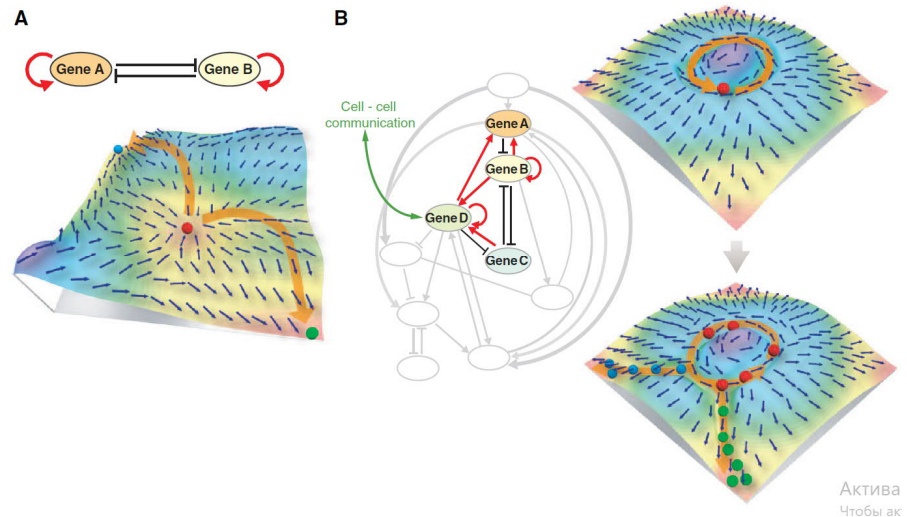 A
Gene A
Gene B
B
Cell - cell
communication
Gene A
Gene B
Gene D
Gene C
Актива
Чтобы ак